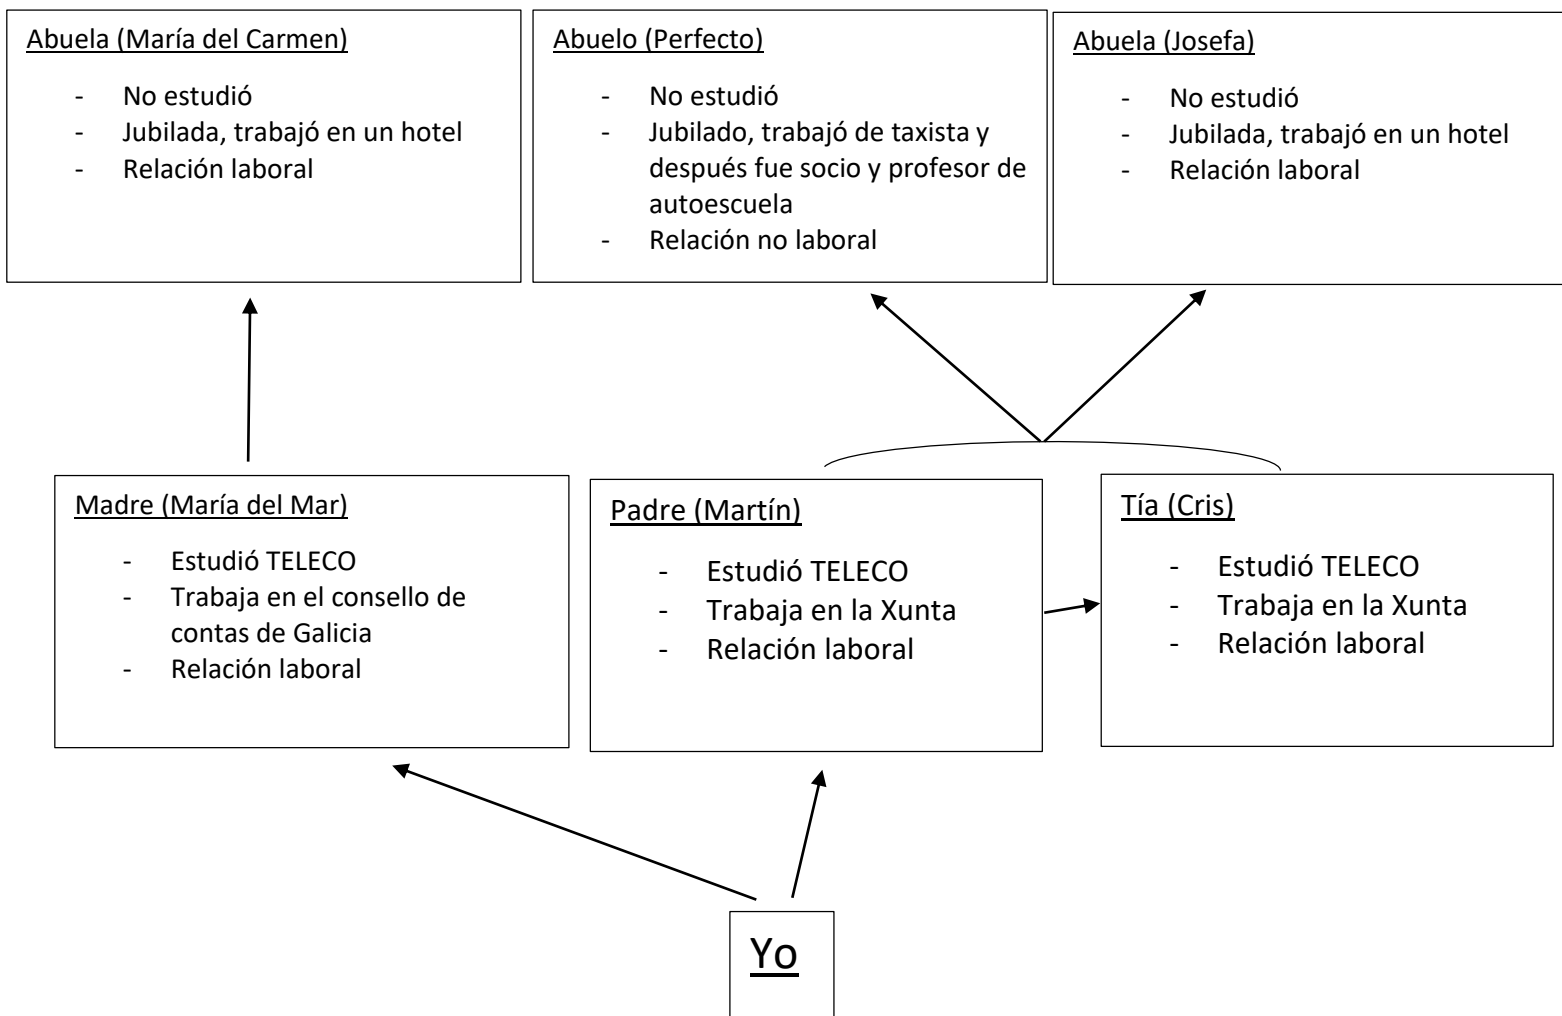 Abuela (María del Carmen)
- No estudió
- Jubilada, trabajó en un hotel
- Relación laboral
Abuelo (Perfecto)
- No estudió
- Jubilado, trabajó de taxista y
después fue socio y profesor de
autoescuela
- Relación no laboral
Abuela (Josefa)
- No estudió
- Jubilada, trabajó en un hotel
- Relación laboral
Madre (María del Mar)
- Estudió TELECO
- Trabaja en el consello de
contas de Galicia
- Relación laboral
Padre (Martín)
- Estudió TELECO
- Trabaja en la Xunta
- Relación laboral
Tía (Cris)
- Estudió TELECO
- Trabaja en la Xunta
- Relación laboral
Yo